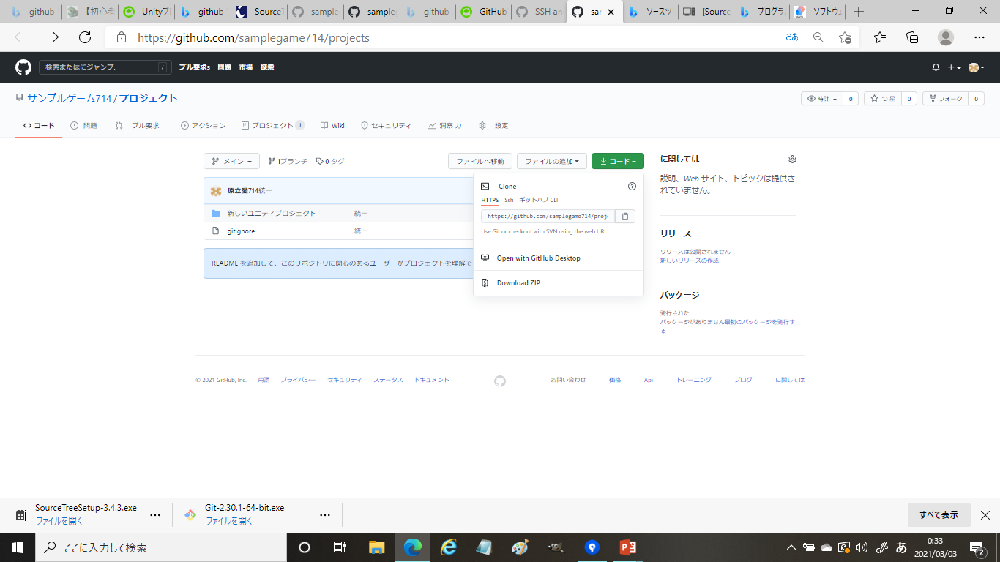 github
【初心者
Unityプロ
github
Source
sample
sample
github
GitHub
SSH an
sar
ソースツリ
[Source
プログラム
ソフトウェ
https://github.com/samplegame714/projects
検索またはにジャンプ. /
プル要求s 問題 市場 探索
サンプルゲーム714 / プロジェクト
時計 0
つ 星 0
フォーク 0
コード
問題
プル要求
アクション
プロジェクト 1
Wiki
セキュリティ
洞察 力
設定
メイン
1ブランチ
0 タグ
ファイルへ移動
ファイルの追加
コード
原立愛714統一
新しいユニティプロジェクト 統一
gitignore 統一
README を追加して、このリポジトリに関心のあるユーザーがプロジェクトを理解で
Clone
HTTPS Ssh ギットハブ CLI
https://github.com/samplegame714/proje
Use Git or checkout with SVN using the web URL.
Open with GitHub Desktop
Download ZIP
に関しては
説明、Web サイト、トピックは提供さ
れていません。
リリース
リリースは公開されません
新しいリリースの作成
パッケージ
発行された
パッケージがありません最初のパッケージを発行す
る
© 2021 GitHub, Inc. 用語 プライバシー セキュリティ ステータス ドキュメント お問い合わせ 価格 Api トレーニング ブログ に関しては
SourceTreeSetup-3.4.3.exe
ファイルを開く
Git-2.30.1-64-bit.exe
ファイルを開く
すべて表示
ここに入力して検索
あ
0:33
2021/03/03
2